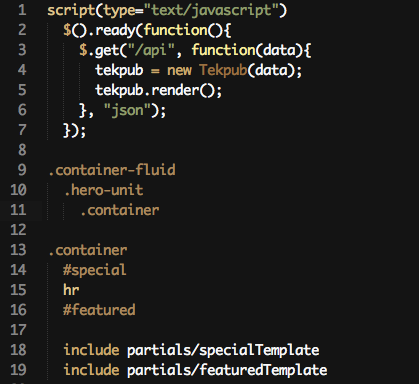 1 script(type="text/javascript")
2   $().ready(function(){
3     $.get("/api", function(data){
4       tekpub = new Tekpub(data);
5       tekpub.render();
6     }, "json");
7   });
8
9 .container-fluid
10   .hero-unit
11     .container
12
13 .container
14   #special
15   hr
16   #featured
17
18   include partials/specialTemplate
19   include partials/featuredTemplate